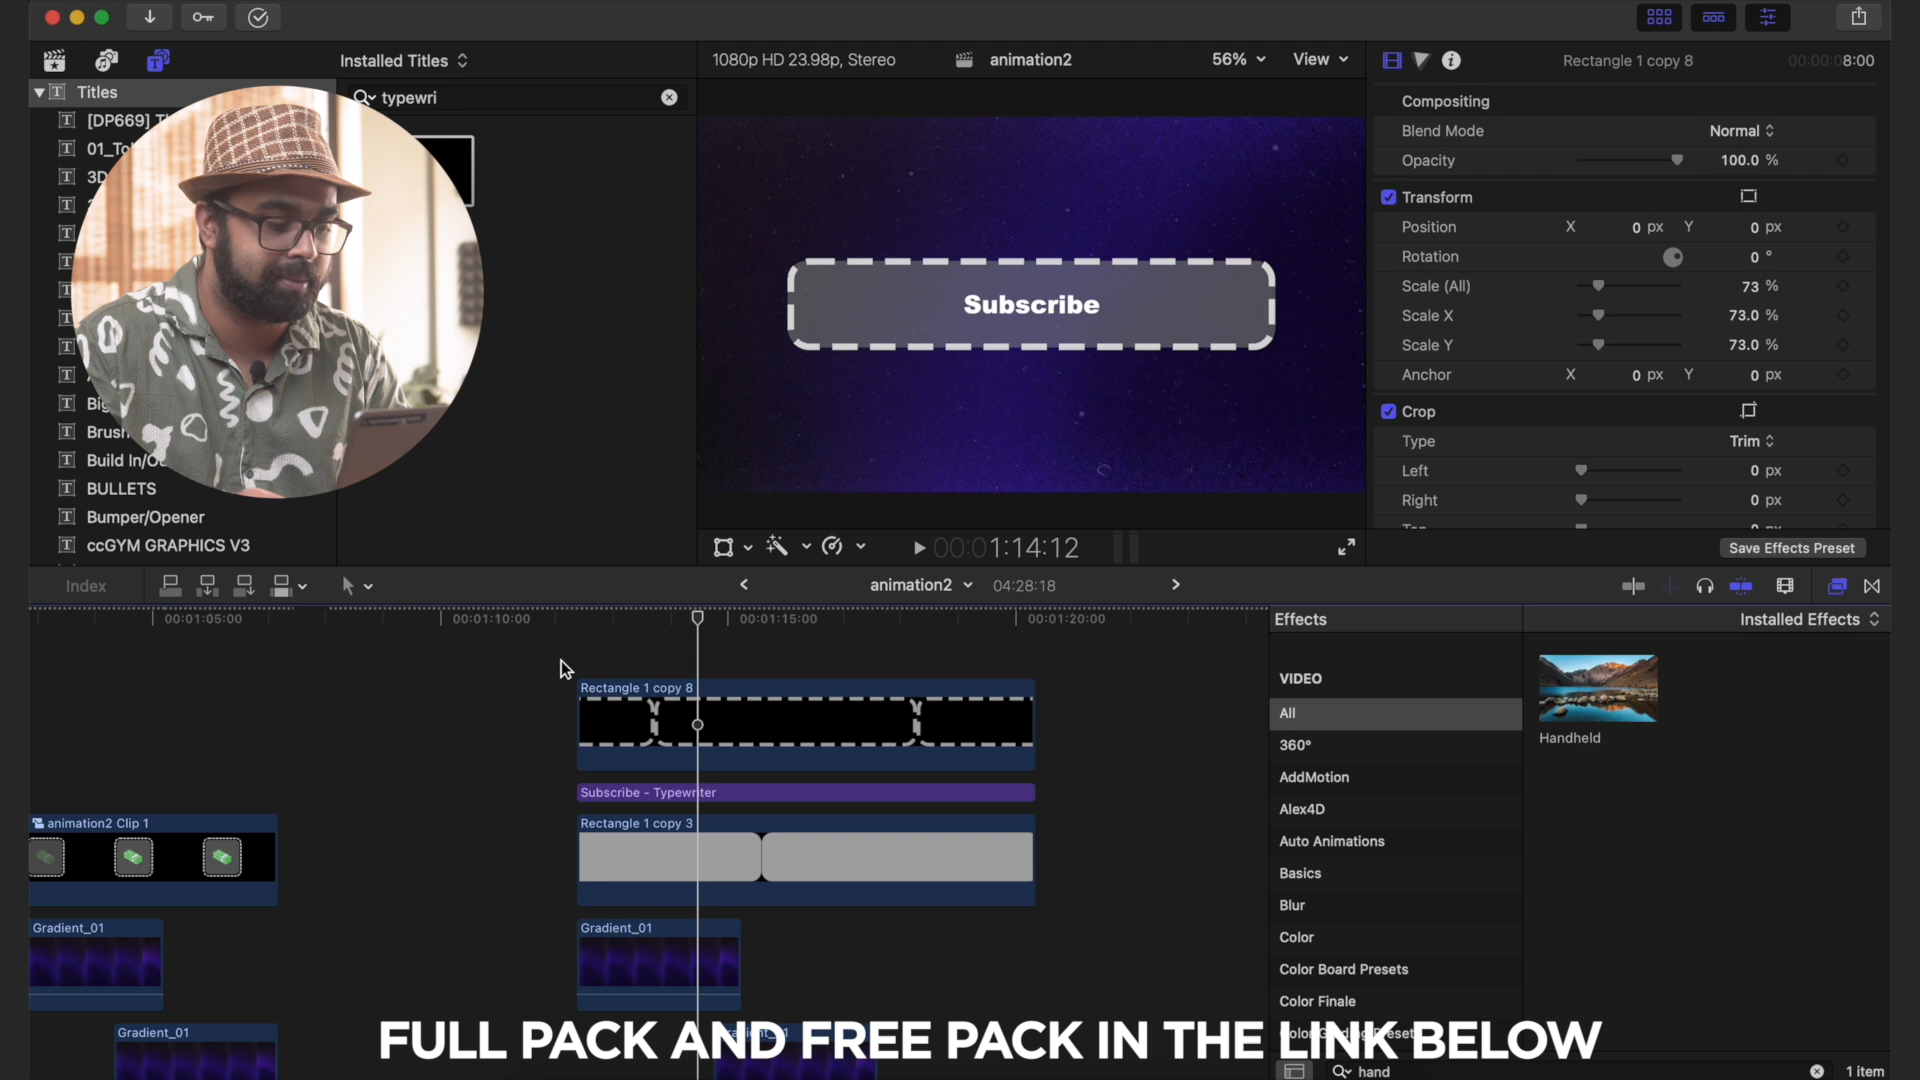 Installed Titles
1080p HD 23.98p, Stereo
animation2
56%
View
Rectangle 1 copy 8
00:00:08:00
Titles
typewri
[DP669]
3D
BULLETS
Bumper/Opener
ccGYM GRAPHICS V3
Build In/Ou
Subscribe
Compositing
Blend Mode Normal
Opacity 100.0 %
Transform
Position X 0 px Y 0 px
Rotation 0 °
Scale (All) 73 %
Scale X 73.0 %
Scale Y 73.0 %
Anchor X 0 px Y 0 px
Crop
Type Trim
Left 0 px
Right 0 px
00:01:14:12
Save Effects Preset
Index
animation2
04:28:18
00:01:05:00
00:01:10:00
00:01:15:00
00:01:20:00
Effects
Installed Effects
Rectangle 1 copy 8
Subscribe - Typewriter
Rectangle 1 copy 3
animation2 Clip 1
Gradient_01
Gradient_01
Gradient_01
VIDEO
All
360°
AddMotion
Alex4D
Auto Animations
Basics
Blur
Color
Color Board Presets
Color Finale
Handheld
FULL PACK AND FREE PACK IN THE LINK BELOW
hand
1 item